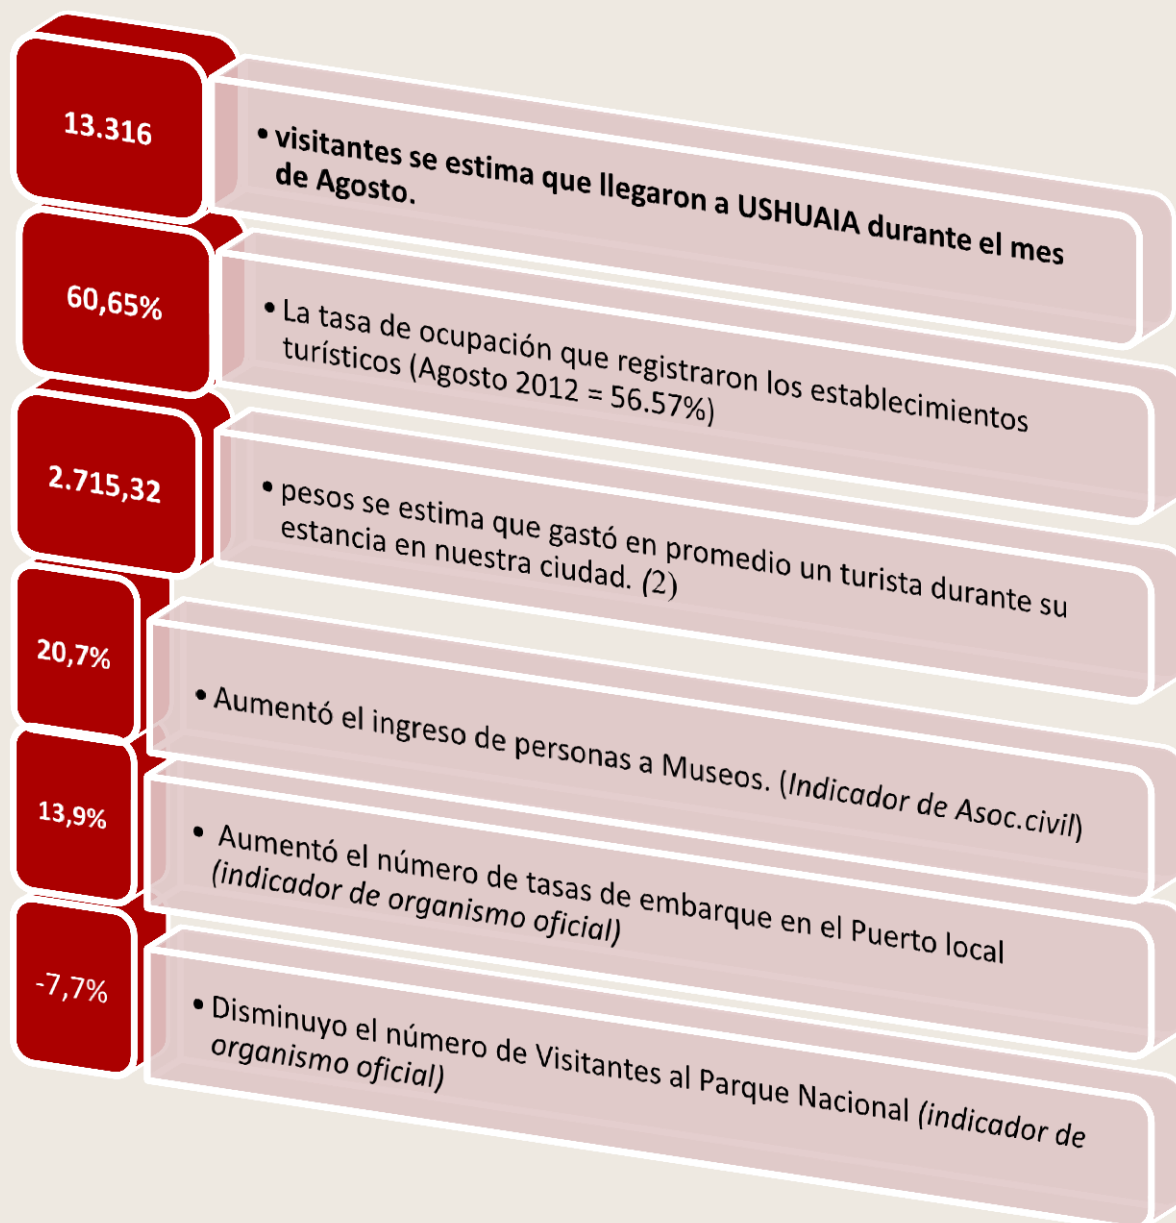 13.316
• visitantes se estima que llegaron a USHUAIA durante el mes
de Agosto.
60,65%
• La tasa de ocupación que registraron los establecimientos
turísticos (Agosto 2012 = 56.57%)
2.715,32
• pesos se estima que gastó en promedio un turista durante su
estancia en nuestra ciudad. (2)
20,7%
• Aumentó el ingreso de personas a Museos. (Indicador de Asoc.civil)
13,9%
• Aumentó el número de tasas de embarque en el Puerto local
(indicador de organismo oficial)
-7,7%
• Disminuyo el número de Visitantes al Parque Nacional (indicador de
organismo oficial)